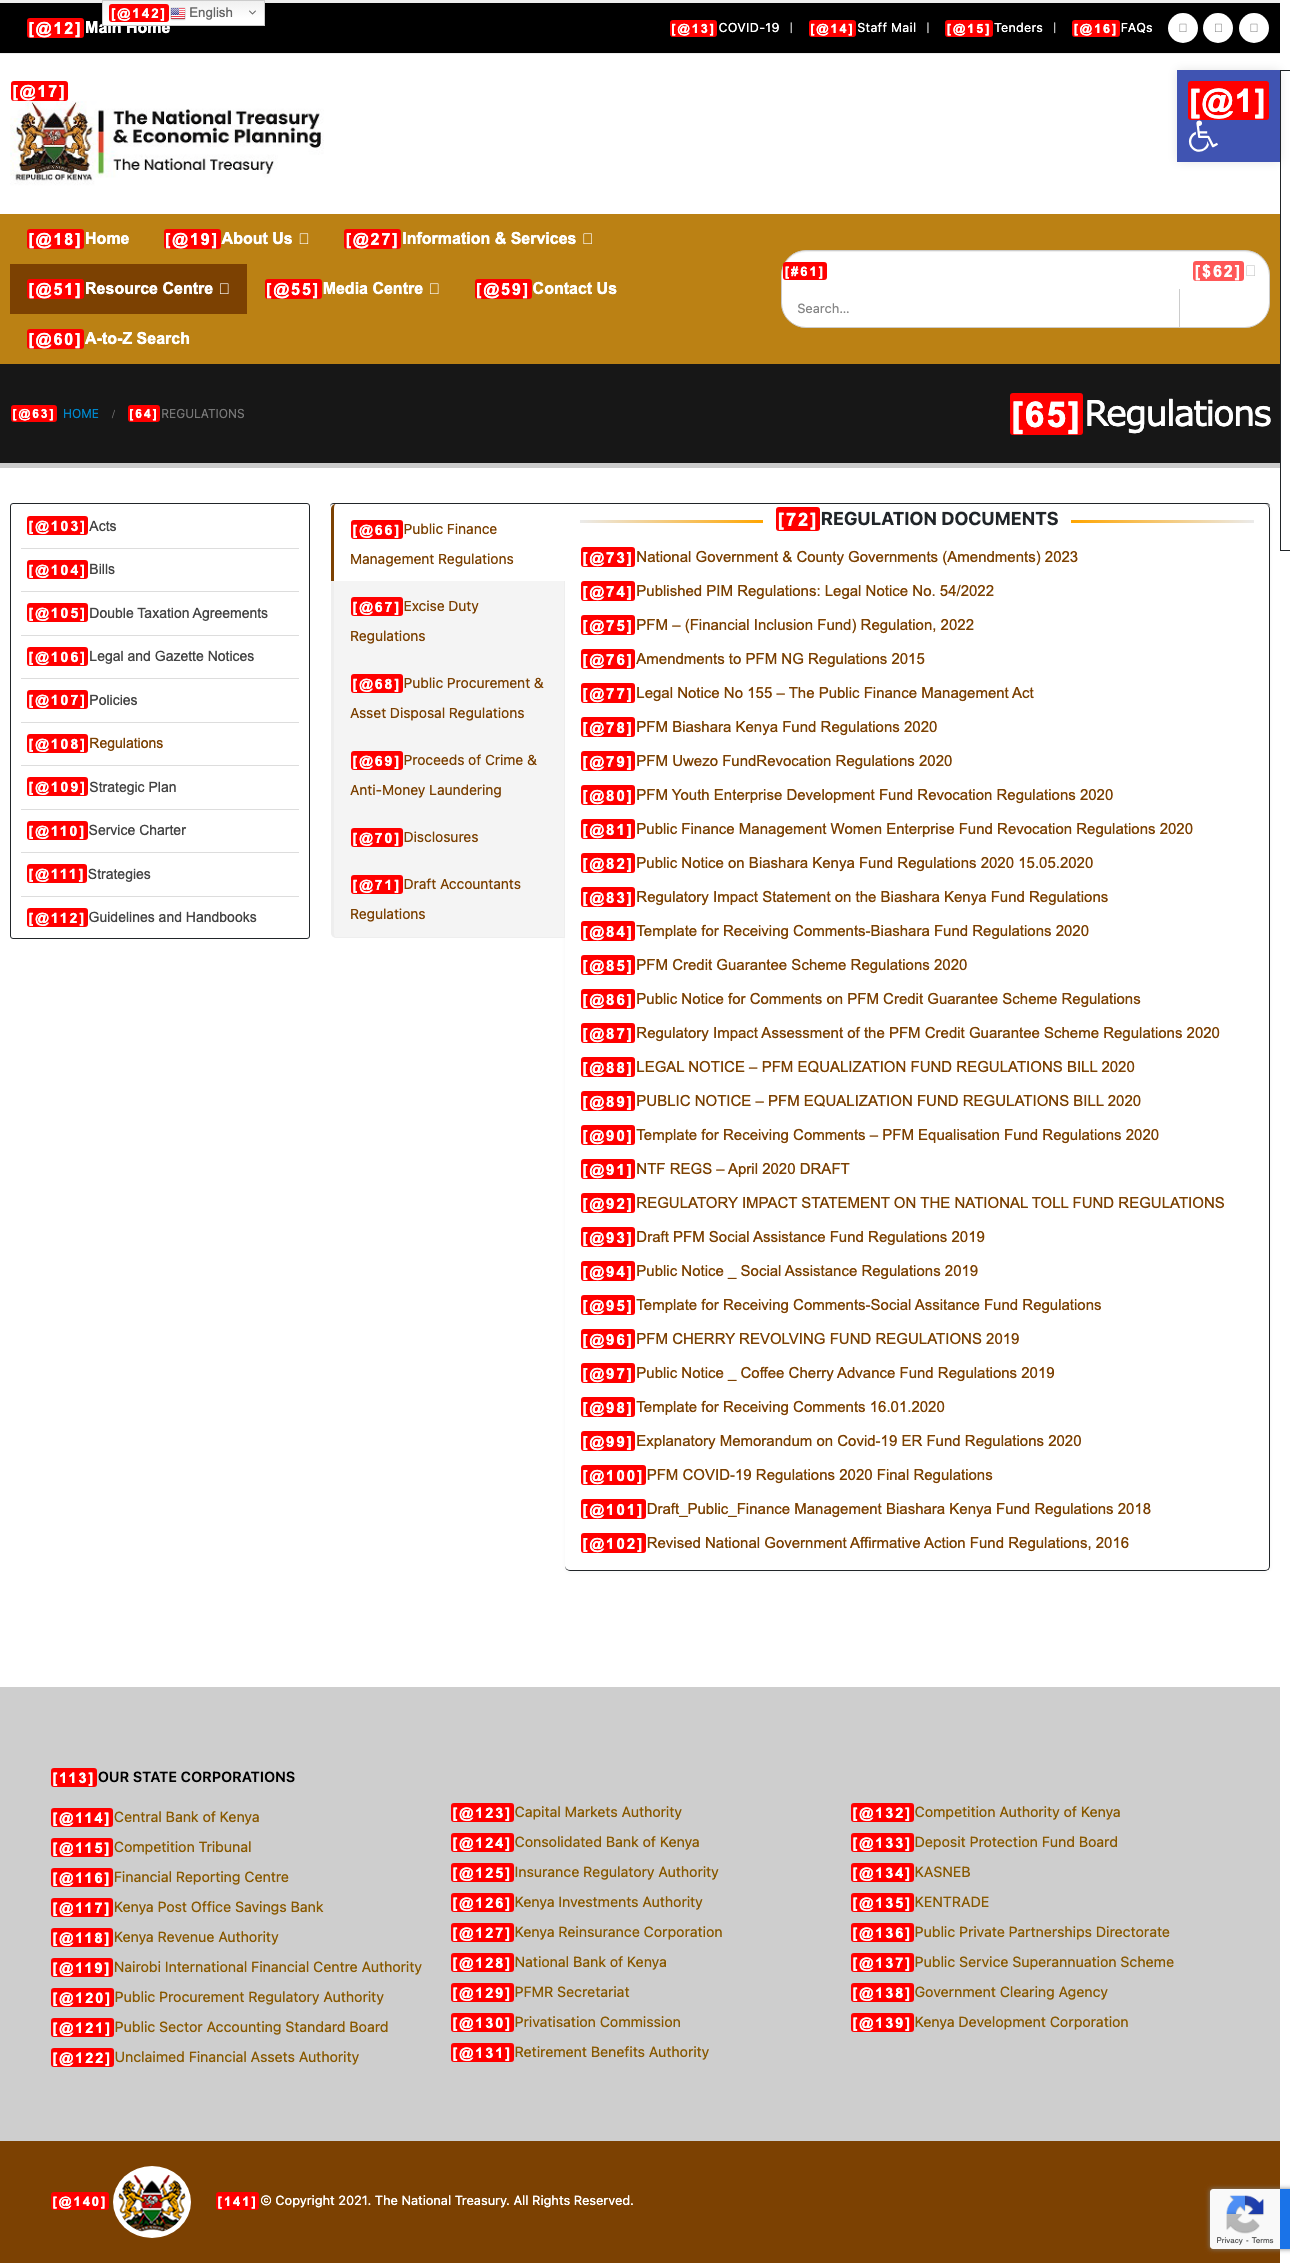 [@142] English
[@12] Main Home
[@13]COVID-19 |
[@14]Staff Mail |
[@15]Tenders |
[@16]FAQs
[@17]
The National Treasury
& Economic Planning
The National Treasury
REPUBLIC OF KENYA
[@1]
[@18]Home
[@19]About Us
[@27]Information & Services
[@51]Resource Centre
[@55]Media Centre
[@59]Contact Us
[@60]A-to-Z Search
[#61]
[$62]
Search...
[@63] HOME / [64]REGULATIONS
[65]Regulations
[@103]Acts
[@104]Bills
[@105]Double Taxation Agreements
[@106]Legal and Gazette Notices
[@107]Policies
[@108]Regulations
[@109]Strategic Plan
[@110]Service Charter
[@111]Strategies
[@112]Guidelines and Handbooks
[@66]Public Finance
Management Regulations
[@67]Excise Duty
Regulations
[@68]Public Procurement &
Asset Disposal Regulations
[@69]Proceeds of Crime &
Anti-Money Laundering
[@70]Disclosures
[@71]Draft Accountants
Regulations
[72]REGULATION DOCUMENTS
[@73]National Government & County Governments (Amendments) 2023
[@74]Published PIM Regulations: Legal Notice No. 54/2022
[@75]PFM – (Financial Inclusion Fund) Regulation, 2022
[@76]Amendments to PFM NG Regulations 2015
[@77]Legal Notice No 155 – The Public Finance Management Act
[@78]PFM Biashara Kenya Fund Regulations 2020
[@79]PFM Uwezo FundRevocation Regulations 2020
[@80]PFM Youth Enterprise Development Fund Revocation Regulations 2020
[@81]Public Finance Management Women Enterprise Fund Revocation Regulations 2020
[@82]Public Notice on Biashara Kenya Fund Regulations 2020 15.05.2020
[@83]Regulatory Impact Statement on the Biashara Kenya Fund Regulations
[@84]Template for Receiving Comments-Biashara Fund Regulations 2020
[@85]PFM Credit Guarantee Scheme Regulations 2020
[@86]Public Notice for Comments on PFM Credit Guarantee Scheme Regulations
[@87]Regulatory Impact Assessment of the PFM Credit Guarantee Scheme Regulations 2020
[@88]LEGAL NOTICE – PFM EQUALIZATION FUND REGULATIONS BILL 2020
[@89]PUBLIC NOTICE – PFM EQUALIZATION FUND REGULATIONS BILL 2020
[@90]Template for Receiving Comments – PFM Equalisation Fund Regulations 2020
[@91]NTF REGS – April 2020 DRAFT
[@92]REGULATORY IMPACT STATEMENT ON THE NATIONAL TOLL FUND REGULATIONS
[@93]Draft PFM Social Assistance Fund Regulations 2019
[@94]Public Notice _ Social Assistance Regulations 2019
[@95]Template for Receiving Comments-Social Assitance Fund Regulations
[@96]PFM CHERRY REVOLVING FUND REGULATIONS 2019
[@97]Public Notice _ Coffee Cherry Advance Fund Regulations 2019
[@98]Template for Receiving Comments 16.01.2020
[@99]Explanatory Memorandum on Covid-19 ER Fund Regulations 2020
[@100]PFM COVID-19 Regulations 2020 Final Regulations
[@101]Draft_Public_Finance Management Biashara Kenya Fund Regulations 2018
[@102]Revised National Government Affirmative Action Fund Regulations, 2016
[113]OUR STATE CORPORATIONS
[@114]Central Bank of Kenya
[@115]Competition Tribunal
[@116]Financial Reporting Centre
[@117]Kenya Post Office Savings Bank
[@118]Kenya Revenue Authority
[@119]Nairobi International Financial Centre Authority
[@120]Public Procurement Regulatory Authority
[@121]Public Sector Accounting Standard Board
[@122]Unclaimed Financial Assets Authority
[@123]Capital Markets Authority
[@124]Consolidated Bank of Kenya
[@125]Insurance Regulatory Authority
[@126]Kenya Investments Authority
[@127]Kenya Reinsurance Corporation
[@128]National Bank of Kenya
[@129]PFMR Secretariat
[@130]Privatisation Commission
[@131]Retirement Benefits Authority
[@132]Competition Authority of Kenya
[@133]Deposit Protection Fund Board
[@134]KASNEB
[@135]KENTRADE
[@136]Public Private Partnerships Directorate
[@137]Public Service Superannuation Scheme
[@138]Government Clearing Agency
[@139]Kenya Development Corporation
[@140]
[141]© Copyright 2021. The National Treasury. All Rights Reserved.
Privacy - Terms